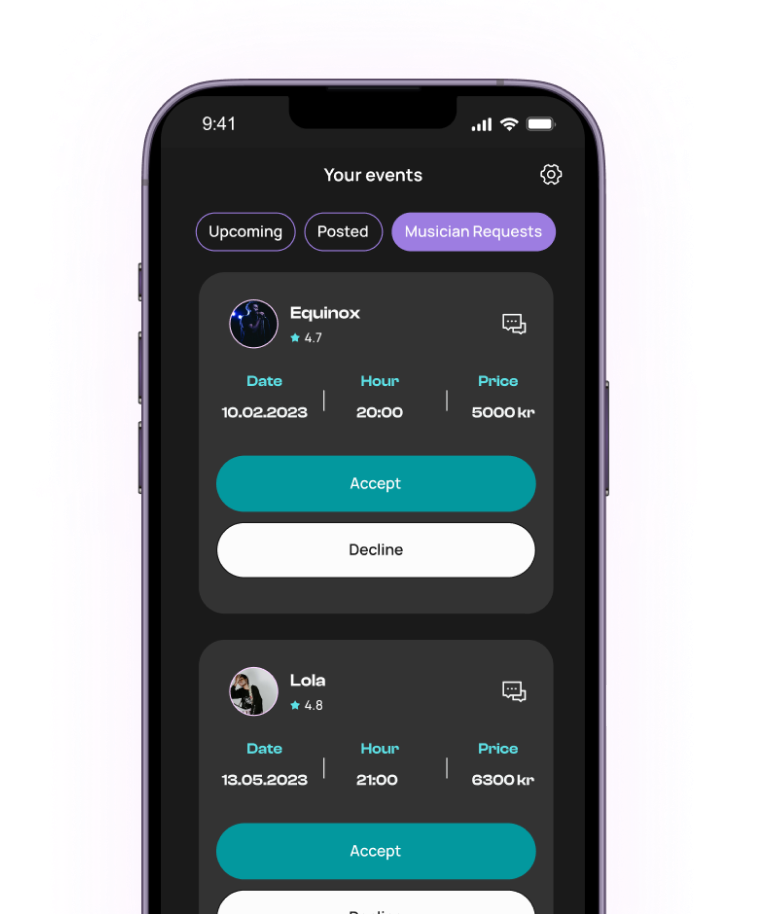 9:41
Your events
Upcoming Posted Musician Requests
Equinox
4.7
Date Hour Price
10.02.2023 20:00 5000 kr
Accept
Decline
Lola
4.8
Date Hour Price
13.05.2023 21:00 6300 kr
Accept